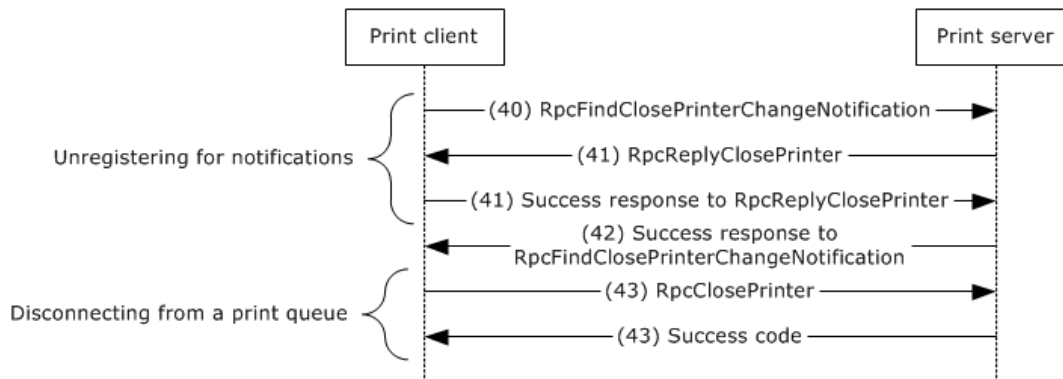 Print client
Print server
(40) RpcFindClosePrinterChangeNotification
Unregistering for notifications
(41) RpcReplyClosePrinter
(41) Success response to RpcReplyClosePrinter
(42) Success response to
RpcFindClosePrinterChangeNotification
(43) RpcClosePrinter
Disconnecting from a print queue
(43) Success code